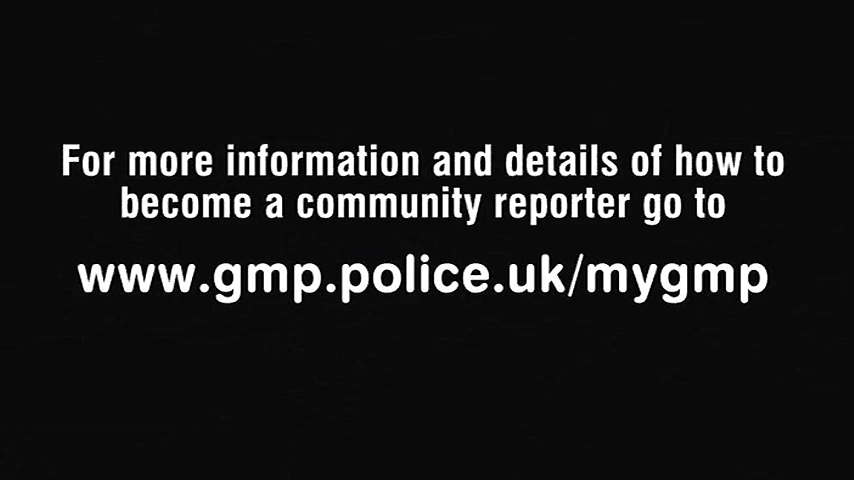 For more information and details of how to
become a community reporter go to
www.gmp.police.uk/mygmp